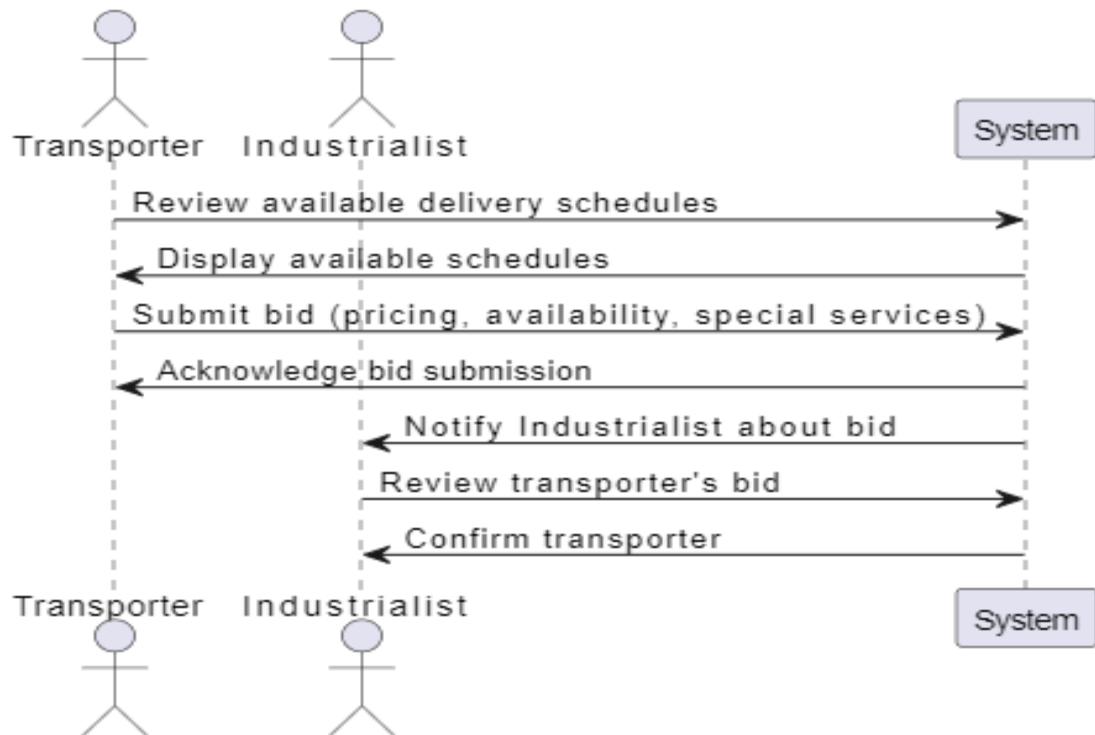 Transporter Industrialist System
Review available delivery schedules
Display available schedules
Submit bid (pricing, availability, special services)
Acknowledge bid submission
Notify Industrialist about bid
Review transporter's bid
Confirm transporter
Transporter Industrialist System